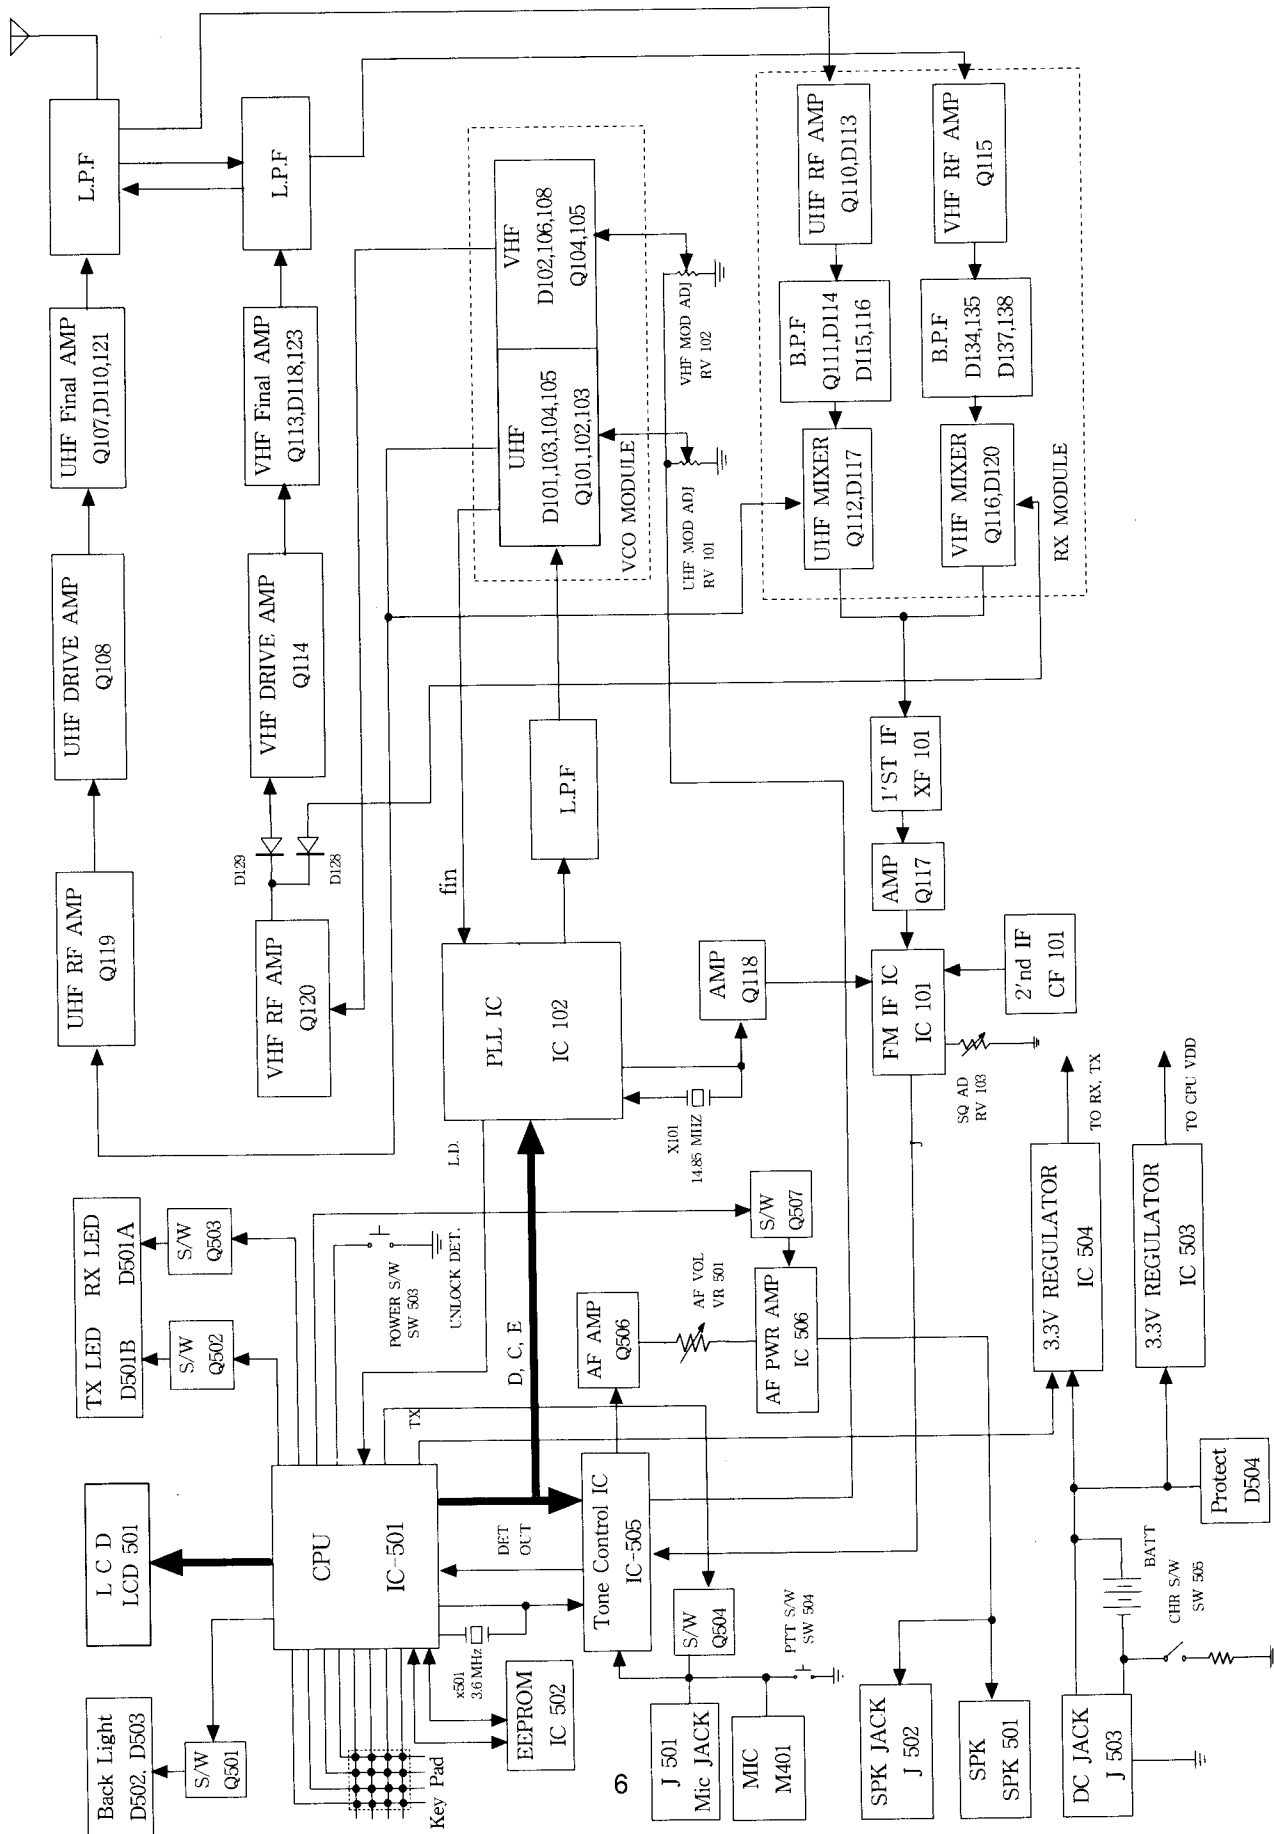 L.P.F
L.P.F
UHF Final AMP
Q107,D110,121
VHF Final AMP
Q113,D118,123
UHF DRIVE AMP
Q108
VHF DRIVE AMP
Q114
UHF RF AMP
Q119
VHF RF AMP
Q120
D129
D128
VHF
D102,106,108
Q104,105
UHF
D101,103,104,105
Q101,102,103
VCO MODULE
VHF MOD ADJ
RV 102
UHF MOD ADJ
RV 101
UHF RF AMP
Q110,D113
VHF RF AMP
Q115
B.P.F
Q111,D114
D115,116
B.P.F
D134,135
D137,138
UHF MIXER
Q112,D117
VHF MIXER
Q116,D120
RX MODULE
fin
L.P.F
PLL IC
IC 102
1'ST IF
XF 101
AMP
Q117
AMP
Q118
FM IF IC
IC 101
2'nd IF
CF 101
SQ AD
RV 103
X101
14.85 MHZ
L.D.
UNLOCK DET.
TX LED
D501B
RX LED
D501A
S/W
Q503
S/W
Q502
POWER S/W
SW 503
D, C, E
TX
S/W
Q507
AF AMP
Q506
AF VOL
VR 501
AF PWR AMP
IC 506
TO RX, TX
TO CPU VDD
3.3V REGULATOR
IC 504
3.3V REGULATOR
IC 503
Protect
D504
L C D
LCD 501
CPU
IC-501
DET
OUT
Tone Control IC
IC-505
Back Light
D502, D503
S/W
Q501
Key Pad
x501
3.6 MHz
EEPROM
IC 502
S/W
Q504
PTT S/W
SW 504
J 501
Mic JACK
MIC
M401
SPK JACK
J 502
SPK
SPK 501
DC JACK
J 503
BATT
CHR S/W
SW 505
6